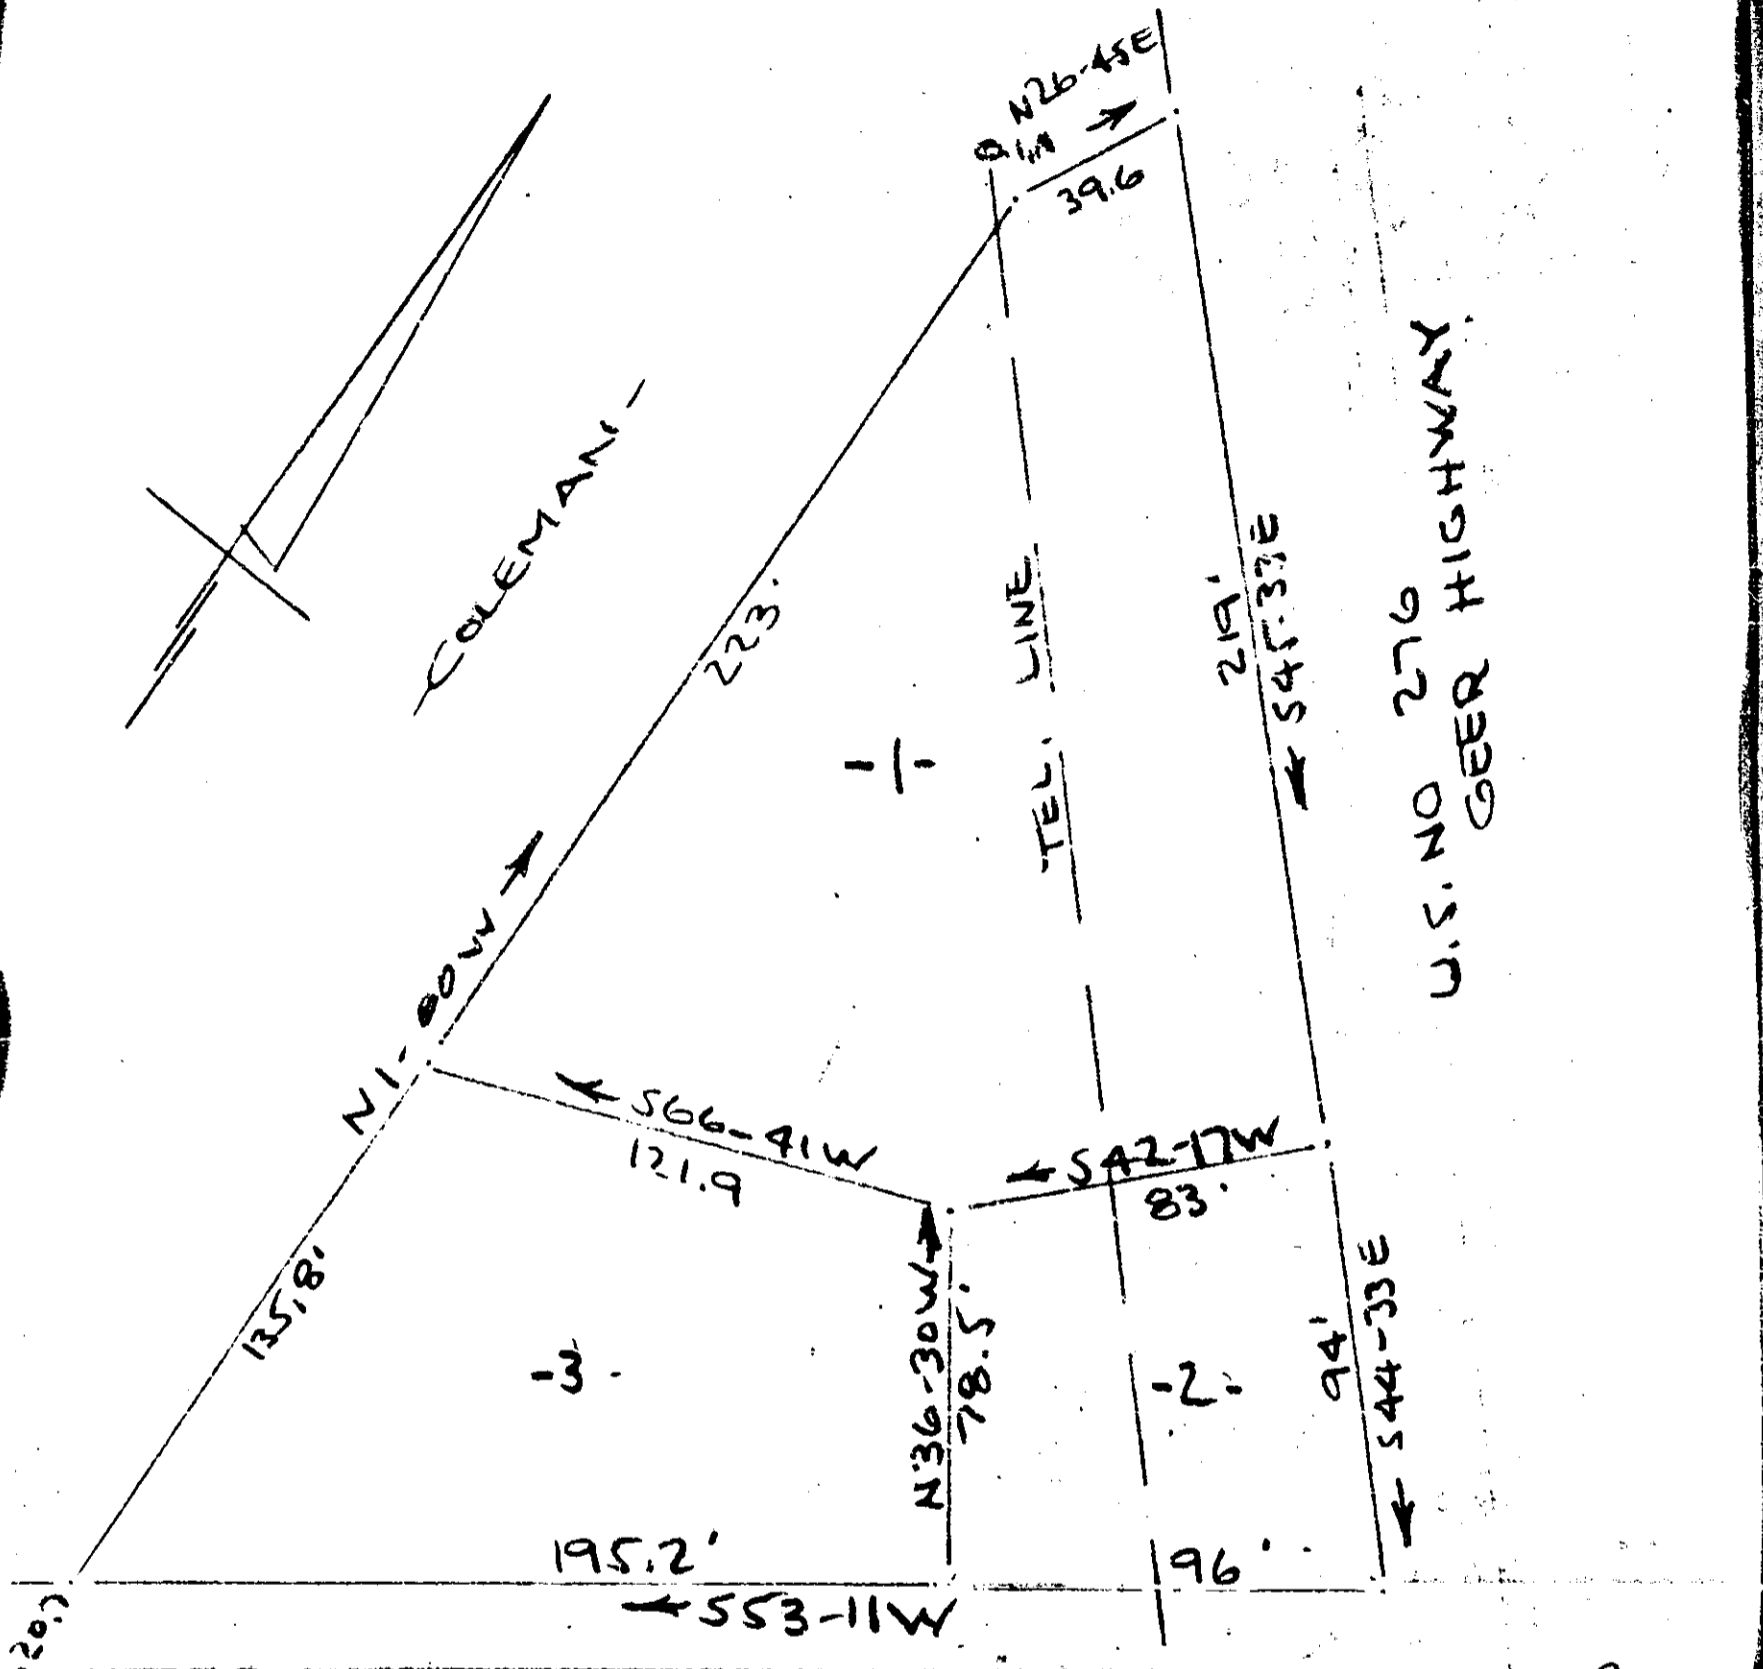 N26-45E
39.6
COLEMAN
223'
TEL. LINE
219'
S45-33E
U.S. NO 276
GEER HIGHWAY
-1-
N1-00W
S66-41W
121.9
S42-17W
83'
135.8'
-3-
N36-30W
78.5'
-2-
94'
S44-33E
195.2'
96'
S53-11W